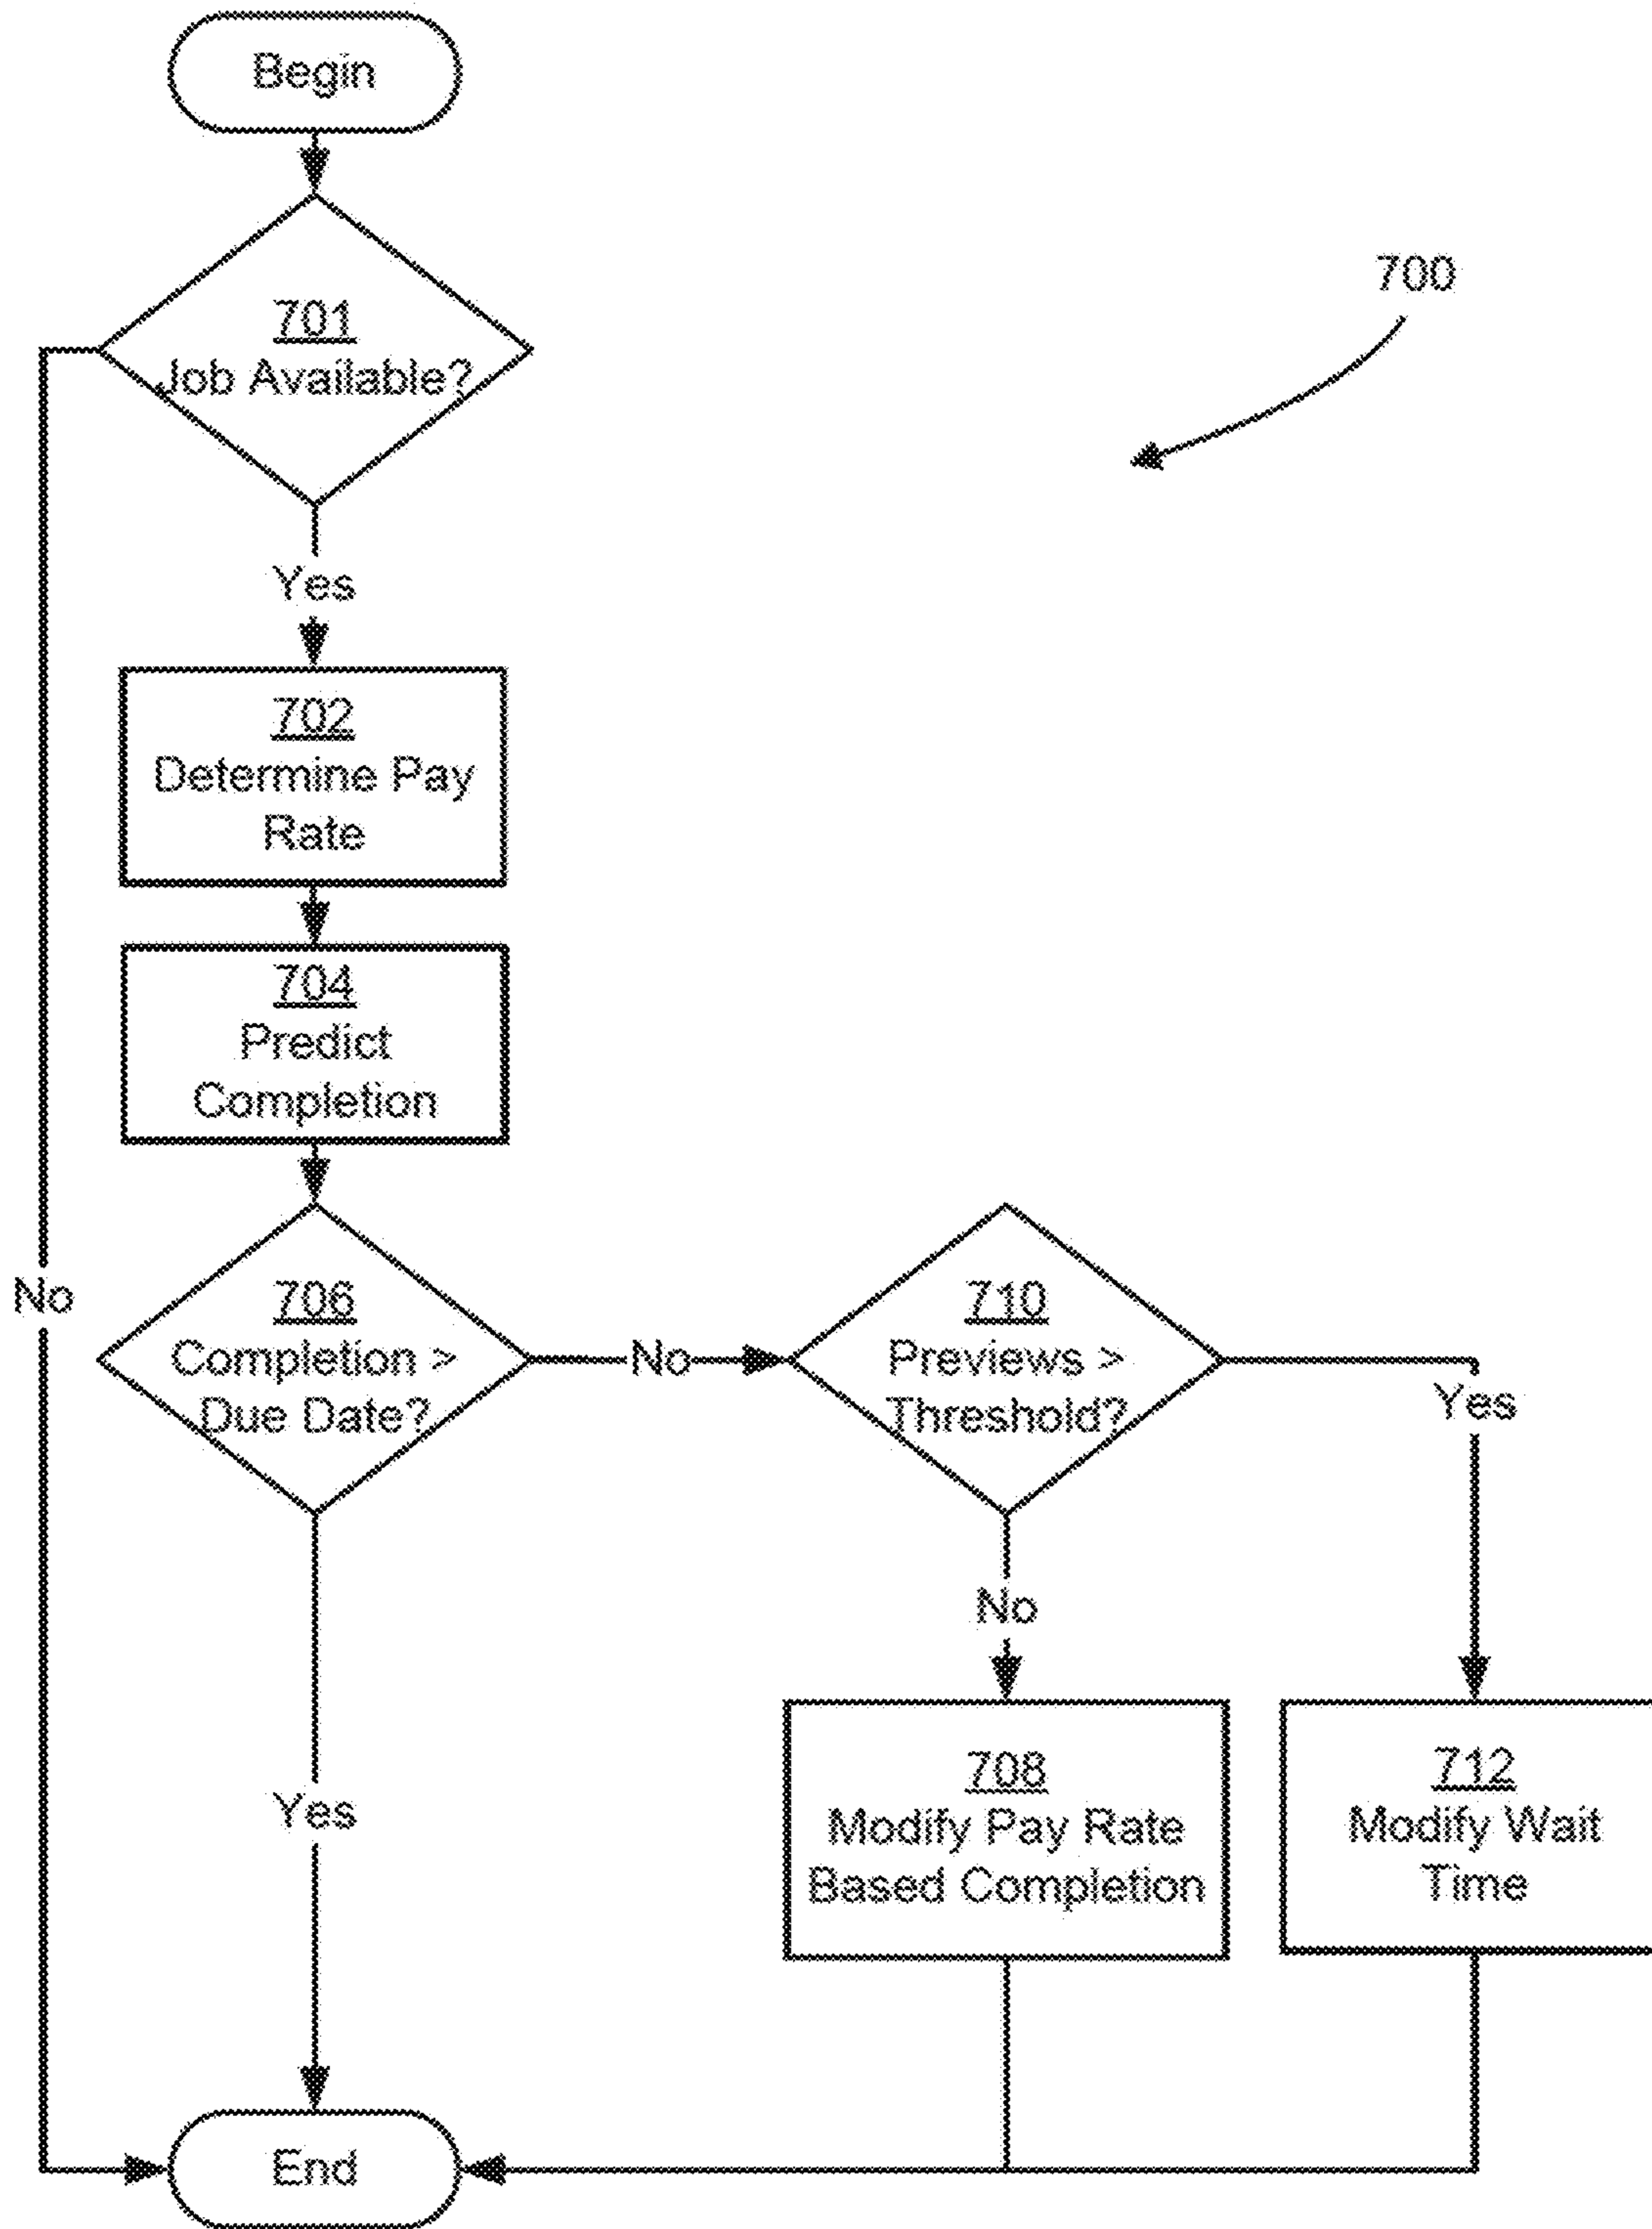 Begin
700
701
Job Available?
Yes
702
Determine Pay
Rate
704
Predict
Completion
No
706
Completion >
Due Date?
No
710
Previews >
Threshold?
Yes
No
708
Modify Pay Rate
Based Completion
712
Modify Wait
Time
Yes
End